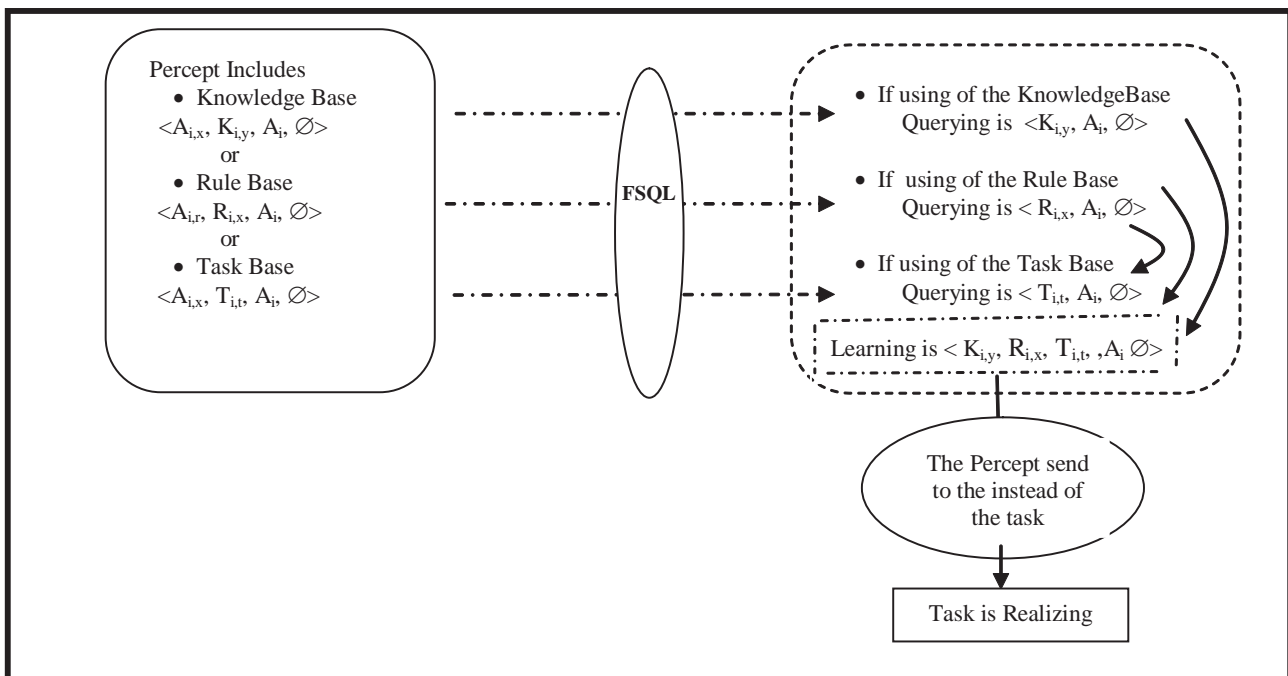 Percept Includes
• Knowledge Base
<A_{i,x}, K_{i,y}, A_i, ∅>
or
• Rule Base
<A_{i,r}, R_{i,x}, A_i, ∅>
or
• Task Base
<A_{i,x}, T_{i,t}, A_i, ∅>
FSQL
• If using of the KnowledgeBase
Querying is <K_{i,y}, A_i, ∅>
• If using of the Rule Base
Querying is < R_{i,x}, A_i, ∅>
• If using of the Task Base
Querying is < T_{i,t}, A_i, ∅>
Learning is < K_{i,y}, R_{i,x}, T_{i,t}, ,A_i ∅>
The Percept send
to the instead of
the task
Task is Realizing